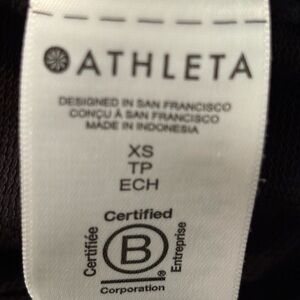 ATHLETA
DESIGNED IN SAN FRANCISCO
CONÇU À SAN FRANCISCO
MADE IN INDONESIA
XS
TP
ECH
Certified
Certifiée
B
®
Entreprise
Corporation